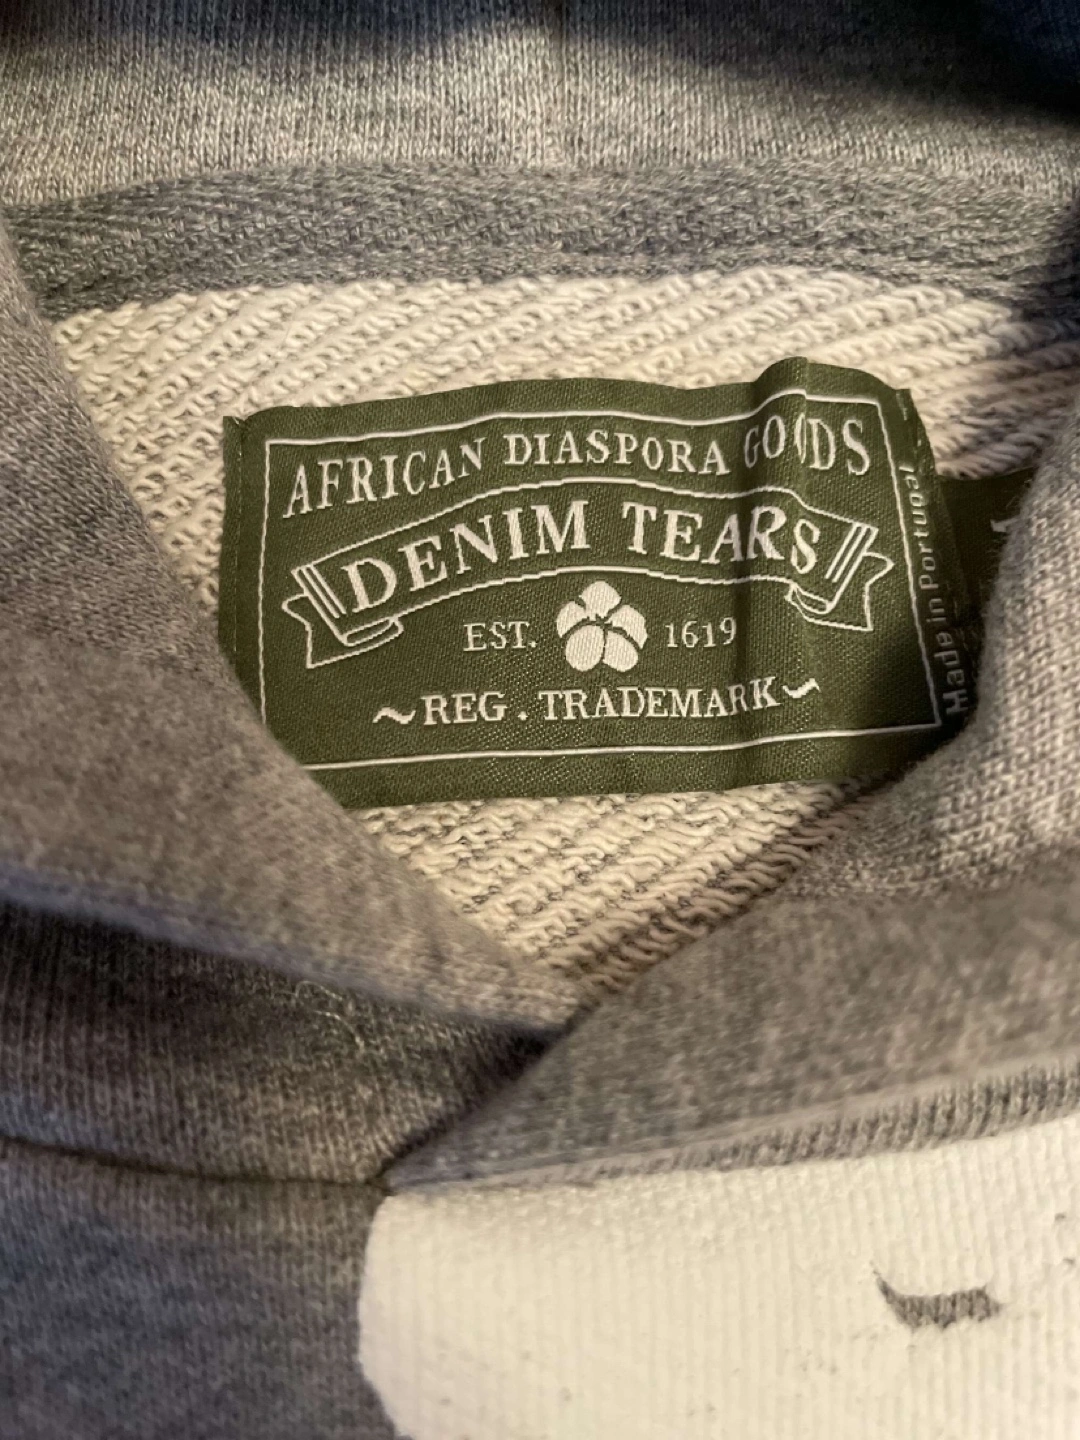 AFRICAN DIASPORA GOODS
DENIM TEARS
EST. 1619
~REG. TRADEMARK~
Made in Portugal